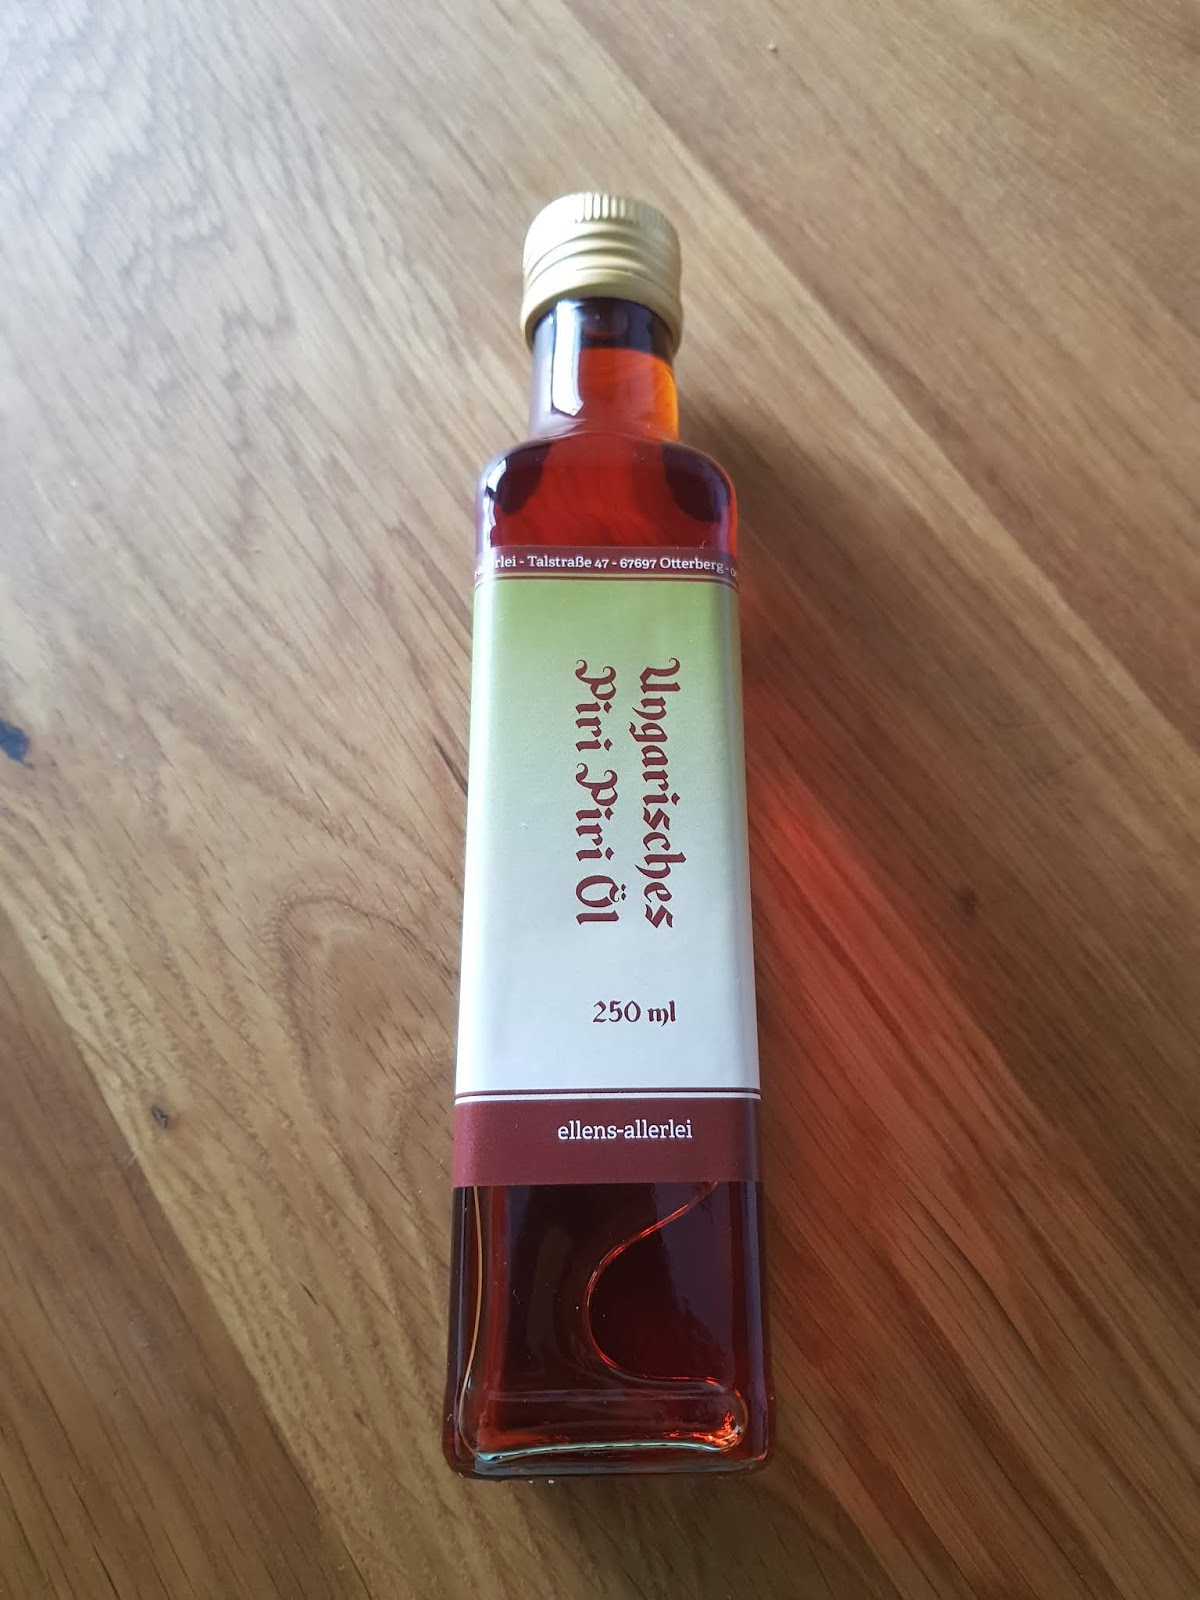 - Talstraße 47 - 67697 Otterberg -
Ungarisches
Piri Piri Öl
250 ml
ellens-allerlei